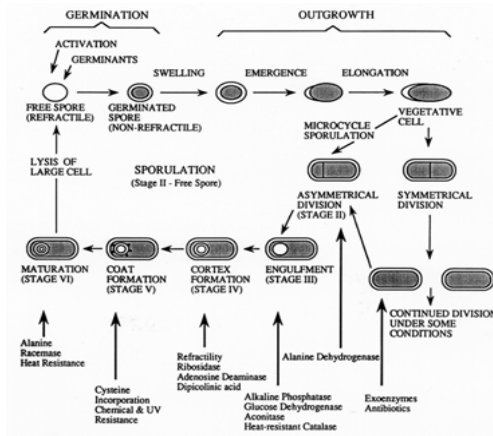 GERMINATION
OUTGROWTH
ACTIVATION
GERMINANTS
SWELLING
EMERGENCE
ELONGATION
FREE SPORE
(REFRACTILE)
GERMINATED
SPORE
(NON-REFRACTILE)
MICROCYCLE
SPORULATION
VEGETATIVE
CELL
LYSIS OF
LARGE CELL
SPORULATION
(Stage II - Free Spore)
ASYMMETRICAL
DIVISION
(STAGE II)
SYMMETRICAL
DIVISION
MATURATION
(STAGE VI)
COAT
FORMATION
(STAGE V)
CORTEX
FORMATION
(STAGE IV)
ENGULFMENT
(STAGE III)
CONTINUED DIVISION
UNDER SOME
CONDITIONS
Alanine
Racemase
Heat Resistance
Cysteine
Incorporation
Chemical & UV
Resistance
Refractility
Ribosidase
Adenosine Deaminase
Dipicolinic acid
Alkaline Phosphatase
Glucose Dehydrogenase
Aconitase
Heat-resistant Catalase
Alanine Dehydrogenase
Exoenzymes
Antibiotics